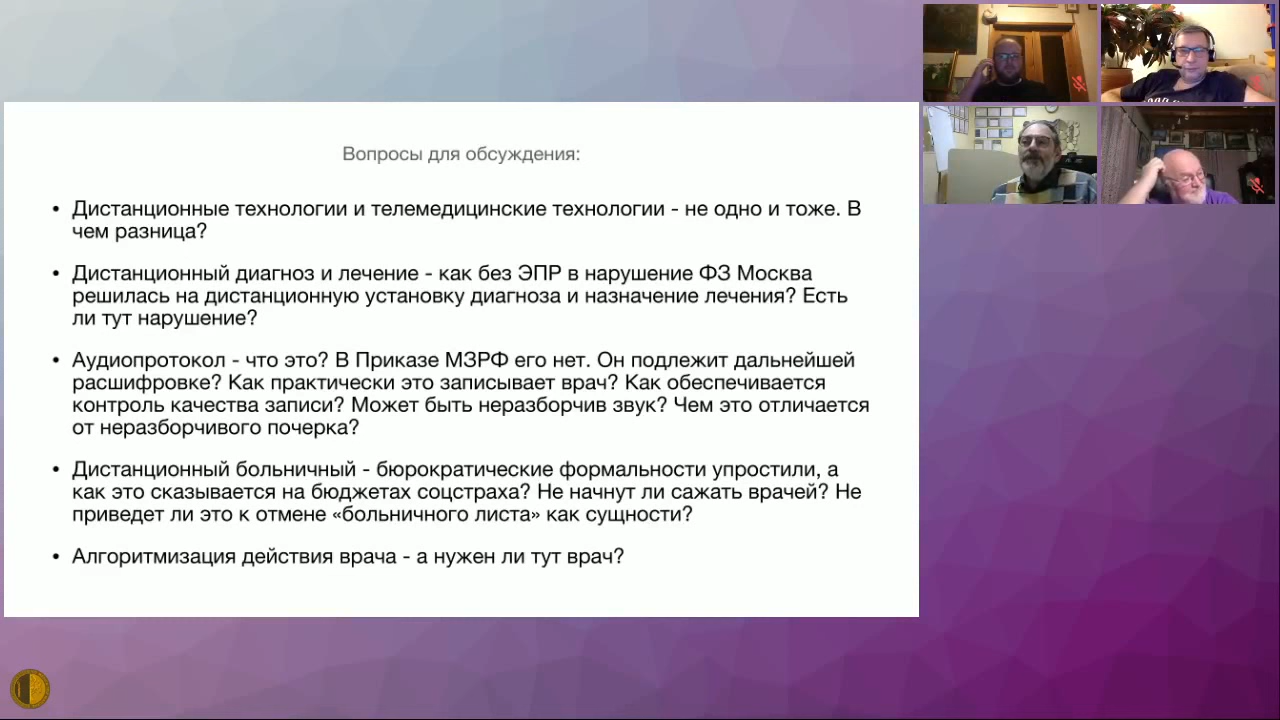 Вопросы для обсуждения:
• Дистанционные технологии и телемедицинские технологии - не одно и тоже. В
чем разница?
• Дистанционный диагноз и лечение - как без ЭПР в нарушение ФЗ Москва
решилась на дистанционную установку диагноза и назначение лечения? Есть
ли тут нарушение?
• Аудиопротокол - что это? В Приказе МЗРФ его нет. Он подлежит дальнейшей
расшифровке? Как практически это записывает врач? Как обеспечивается
контроль качества записи? Может быть неразборчив звук? Чем это отличается
от неразборчивого почерка?
• Дистанционный больничный - бюрократические формальности упростили, а
как это сказывается на бюджетах соцстраха? Не начнут ли сажать врачей? Не
приведет ли это к отмене «больничного листа» как сущности?
• Алгоритмизация действия врача - а нужен ли тут врач?